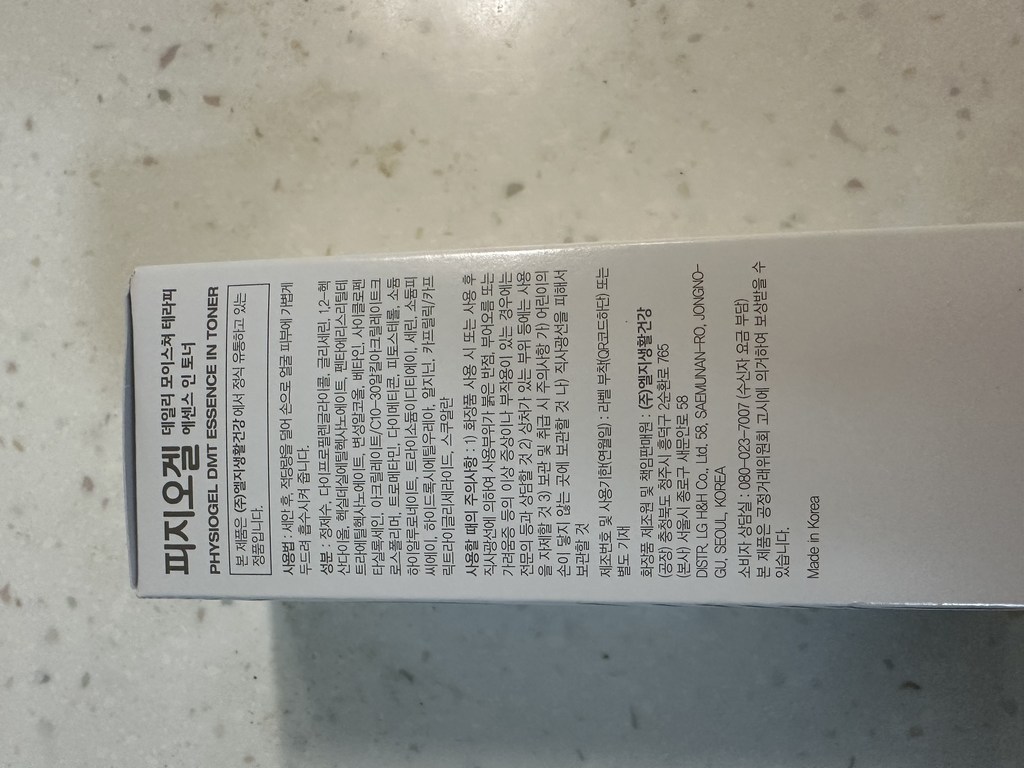 피지오겔 데일리 모이스쳐 테라피
에센스 인 토너
PHYSIOGEL DMT ESSENCE IN TONER
본 제품은 (주)엘지생활건강에서 정식 유통하고 있는
정품입니다.
사용법 : 세안 후, 적당량을 덜어 손으로 얼굴 피부에 가볍게
두드려 흡수시켜 줍니다.
성분 : 정제수, 다이프로필렌글라이콜, 글리세린, 1,2-헥
산다이올, 헥실데실에틸헥사노에이트, 펜타에리스리틸테
트라에틸헥사노에이트, 변성알코올, 베타인, 사이클로펜
타실록세인, 아크릴레이트/C10-30알킬아크릴레이트크
로스폴리머, 트로메타민, 다이메티콘, 피토스테롤, 소듐
하이알루로네이트, 트라이소듐이디티에이, 세린, 소듐피
씨에이, 하이드록시에틸우레아, 알지닌, 카프릴릭/카프
릭트라이글리세라이드, 스쿠알란
사용할 때의 주의사항 : 1) 화장품 사용 시 또는 사용 후
직사광선에 의하여 사용부위가 붉은 반점, 부어오름 또는
가려움증 등의 이상 증상이나 부작용이 있는 경우에는
전문의 등과 상담할 것 2) 상처가 있는 부위 등에는 사용
을 자제할 것 3) 보관 및 취급 시 주의사항 가) 어린이의
손이 닿지 않는 곳에 보관할 것 나) 직사광선을 피해서
보관할 것
제조번호 및 사용기한(연월일) : 라벨 부착(QR코드하단) 또는
별도 기재
화장품 제조원 및 책임판매원 : (주)엘지생활건강
(공장) 충청북도 청주시 흥덕구 2순환로 765
(본사) 서울시 종로구 새문안로 58
DISTR. LG H&H Co., Ltd. 58, SAEMUNAN-RO, JONGNO-
GU, SEOUL, KOREA
소비자 상담실 : 080-023-7007 (수신자 요금 부담)
본 제품은 공정거래위원회 고시에 의거하여 보상받을 수
있습니다.
Made in Korea